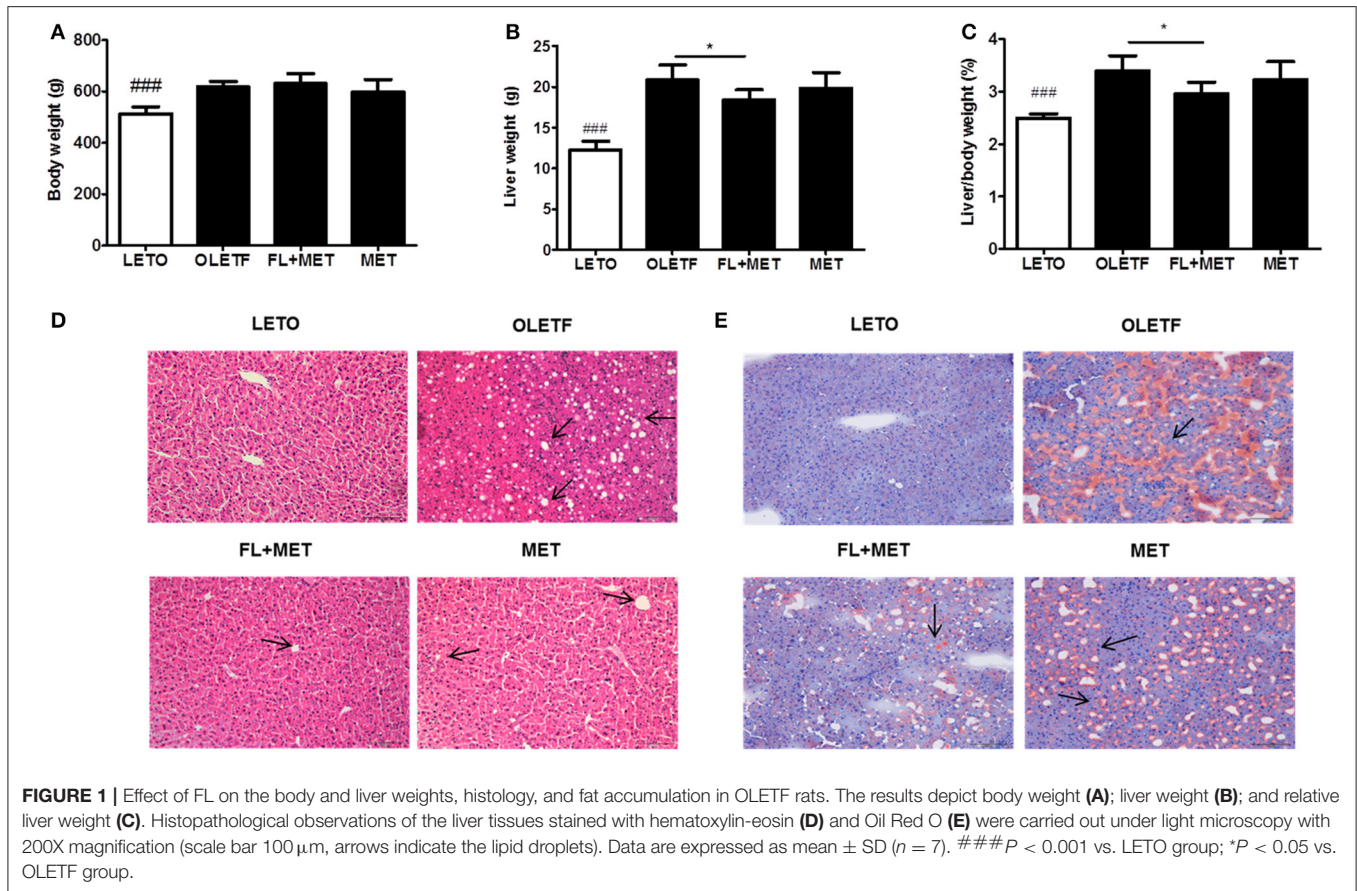 A
B
C
800
600
400
200
0
Body weight (g)
###
LETO OLETF FL+MET MET
25
20
15
10
5
0
Liver weight (g)
###
*
LETO OLETF FL+MET MET
4
3
2
1
0
Liver/body weight (%)
###
*
LETO OLETF FL+MET MET
D
LETO OLETF
FL+MET MET
E
LETO OLETF
FL+MET MET
FIGURE 1 | Effect of FL on the body and liver weights, histology, and fat accumulation in OLETF rats. The results depict body weight (A); liver weight (B); and relative
liver weight (C). Histopathological observations of the liver tissues stained with hematoxylin-eosin (D) and Oil Red O (E) were carried out under light microscopy with
200X magnification (scale bar 100 μm, arrows indicate the lipid droplets). Data are expressed as mean ± SD (n = 7). ###P < 0.001 vs. LETO group; *P < 0.05 vs.
OLETF group.